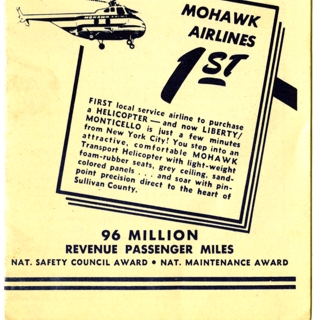 MOHAWK
AIRLINES
1ST
FIRST local service airline to purchase
a HELICOPTER — and now LIBERTY/
MONTICELLO is just a few minutes
from New York City! You step into an
attractive, comfortable MOHAWK
Transport Helicopter with light-weight
foam-rubber seats, grey ceiling, sand-
colored panels . . . . and soar with pin-
point precision direct to the heart of
Sullivan County.
96 MILLION
REVENUE PASSENGER MILES
NAT. SAFETY COUNCIL AWARD • NAT. MAINTENANCE AWARD